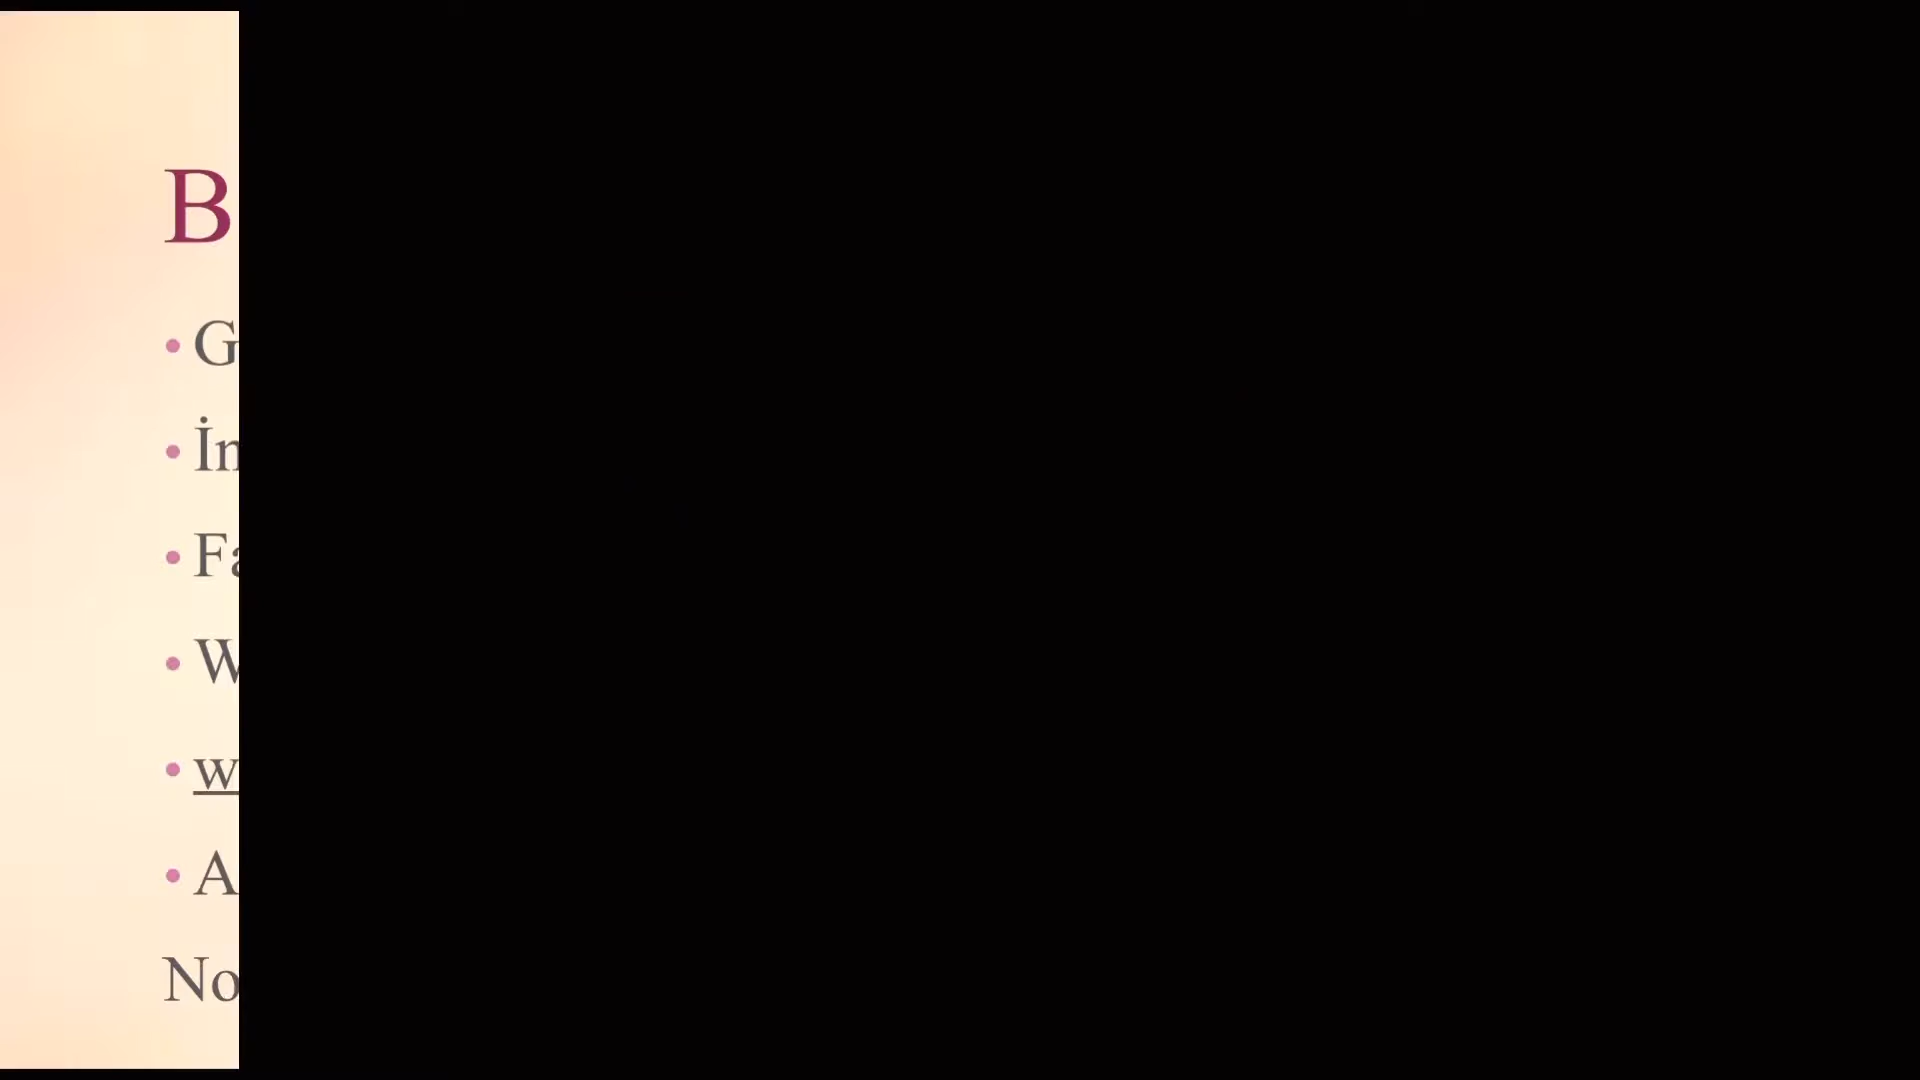 B
• G
• İn
• Fa
• W
• w
• A
No